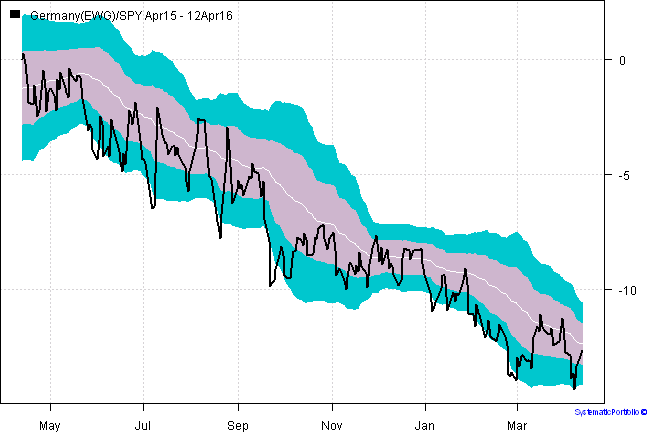 Germany(EWG)/SPY Apr15 - 12Apr16
0
-5
-10
May Jul Sep Nov Jan Mar
SystematicPortfolio ©